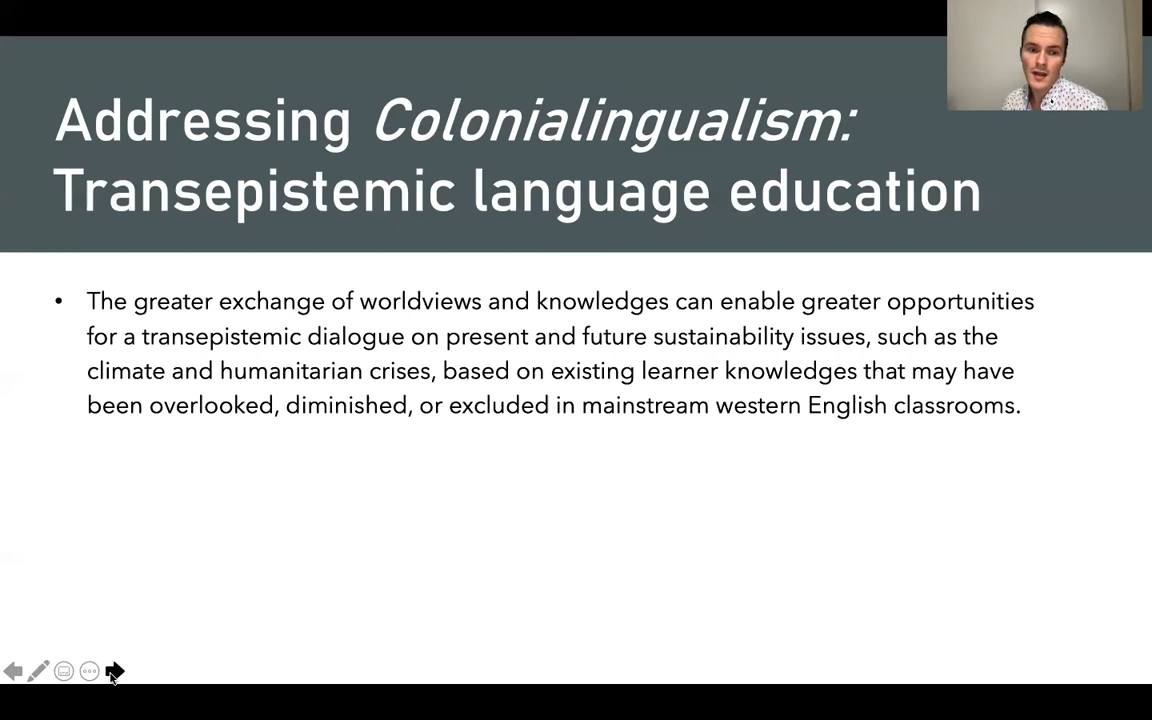 Addressing Colonialingualism:
Transepistemic language education
• The greater exchange of worldviews and knowledges can enable greater opportunities
for a transepistemic dialogue on present and future sustainability issues, such as the
climate and humanitarian crises, based on existing learner knowledges that may have
been overlooked, diminished, or excluded in mainstream western English classrooms.